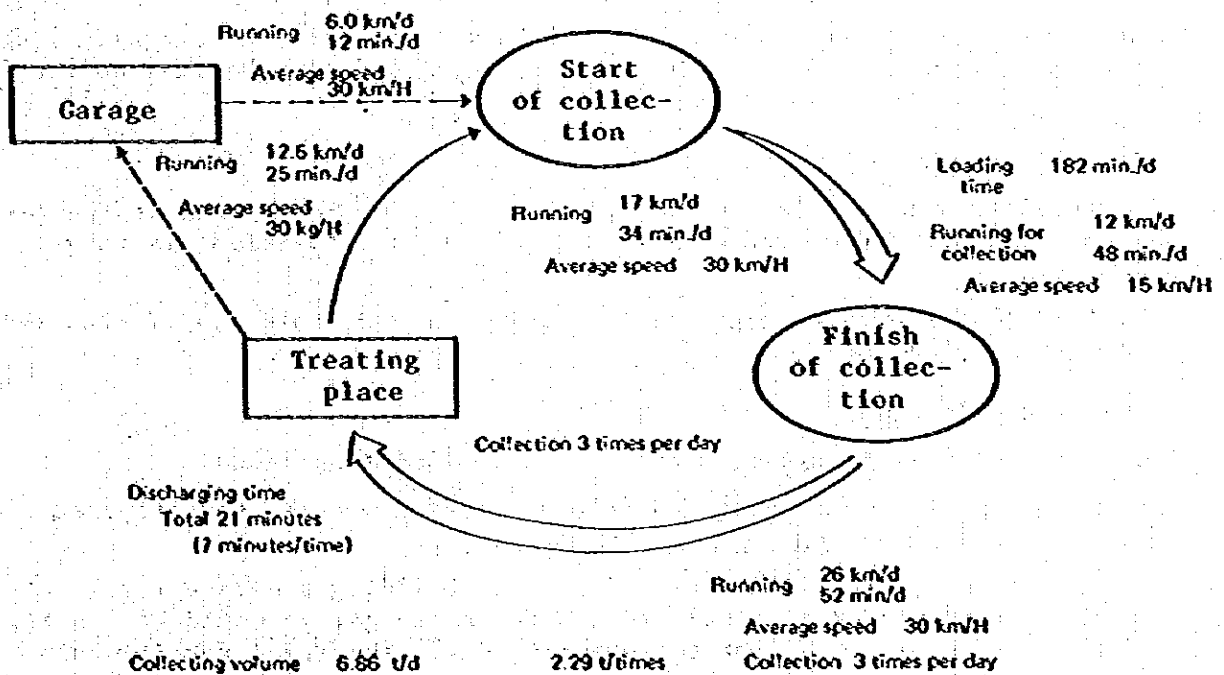 Running 6.0 km/d
12 min./d
Average speed
30 km/H
Garage
Start
of collec-
tion
Running 12.6 km/d
25 min./d
Average speed
30 kg/H
Running 17 km/d
34 min./d
Average speed 30 km/H
Loading
time 182 min./d
Running for
collection
12 km/d
48 min./d
Average speed 15 km/H
Treating
place
Finish
of collec-
tion
Collection 3 times per day
Discharging time
Total 21 minutes
(7 minutes/time)
Running 26 km/d
52 min/d
Average speed 30 km/H
Collecting volume 6.86 t/d 2.29 t/times Collection 3 times per day